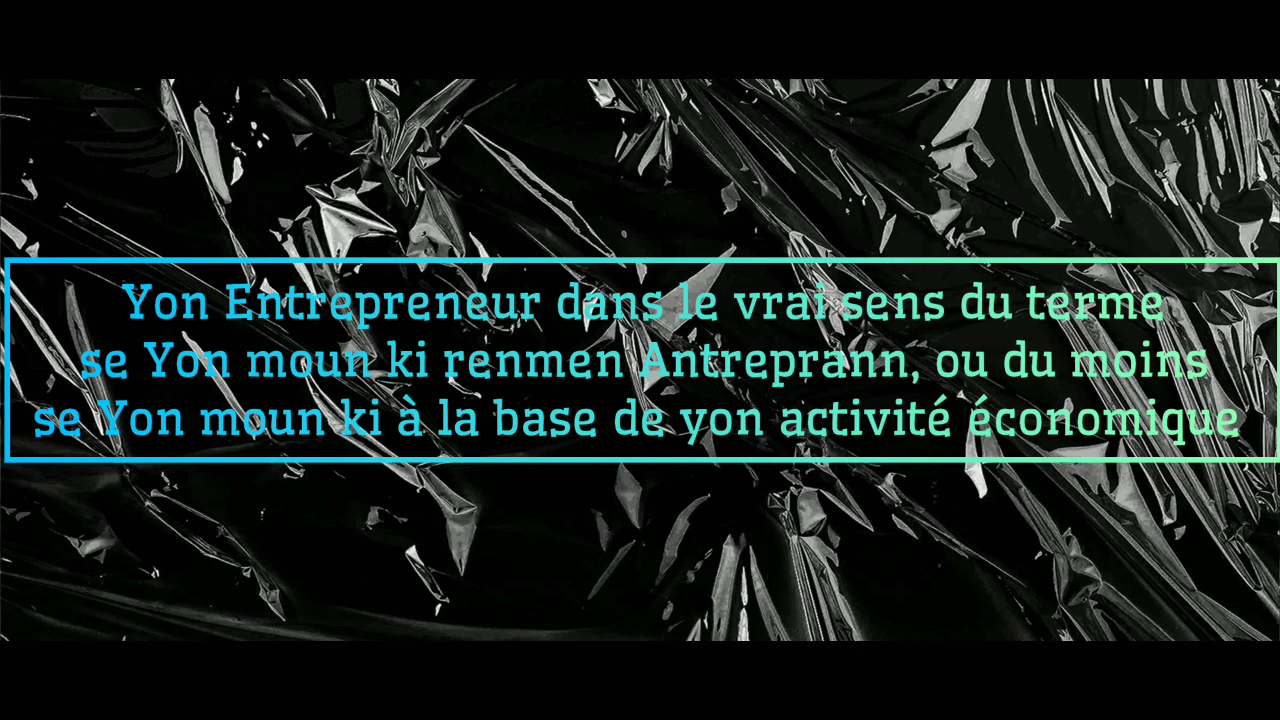 Yon Entrepreneur dans le vrai sens du terme
se Yon moun ki renmen Antreprann, ou du moins
se Yon moun ki à la base de yon activité économique